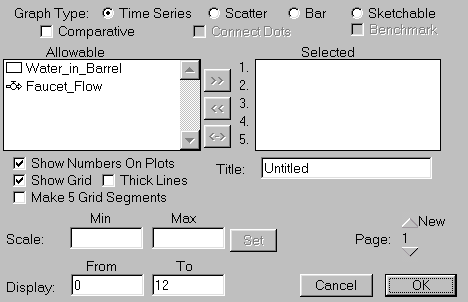 Graph Type: Time Series Scatter Bar Sketchable
Comparative Connect Dots Benchmark
Allowable Selected
Water_in_Barrel
Faucet_Flow
>>
<<
<->
1.
2.
3.
4.
5.
Show Numbers On Plots
Show Grid Thick Lines
Make 5 Grid Segments
Title: Untitled
Min Max
Scale: Set
Page: 1 New
From To
Display: 0 12
Cancel OK